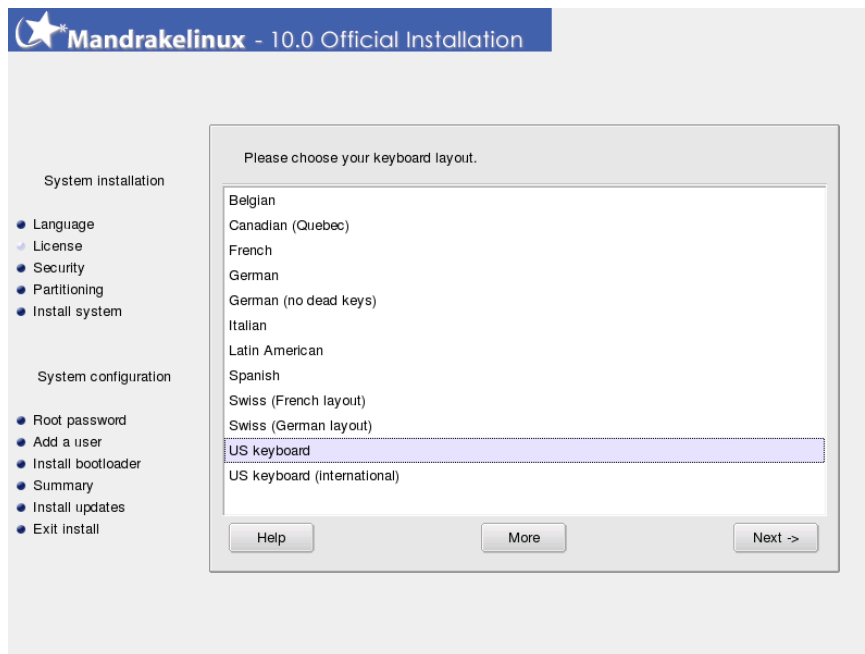 Mandrakelinux - 10.0 Official Installation
System installation
Language
License
Security
Partitioning
Install system
System configuration
Root password
Add a user
Install bootloader
Summary
Install updates
Exit install
Please choose your keyboard layout.
Belgian
Canadian (Quebec)
French
German
German (no dead keys)
Italian
Latin American
Spanish
Swiss (French layout)
Swiss (German layout)
US keyboard
US keyboard (international)
Help
More
Next ->